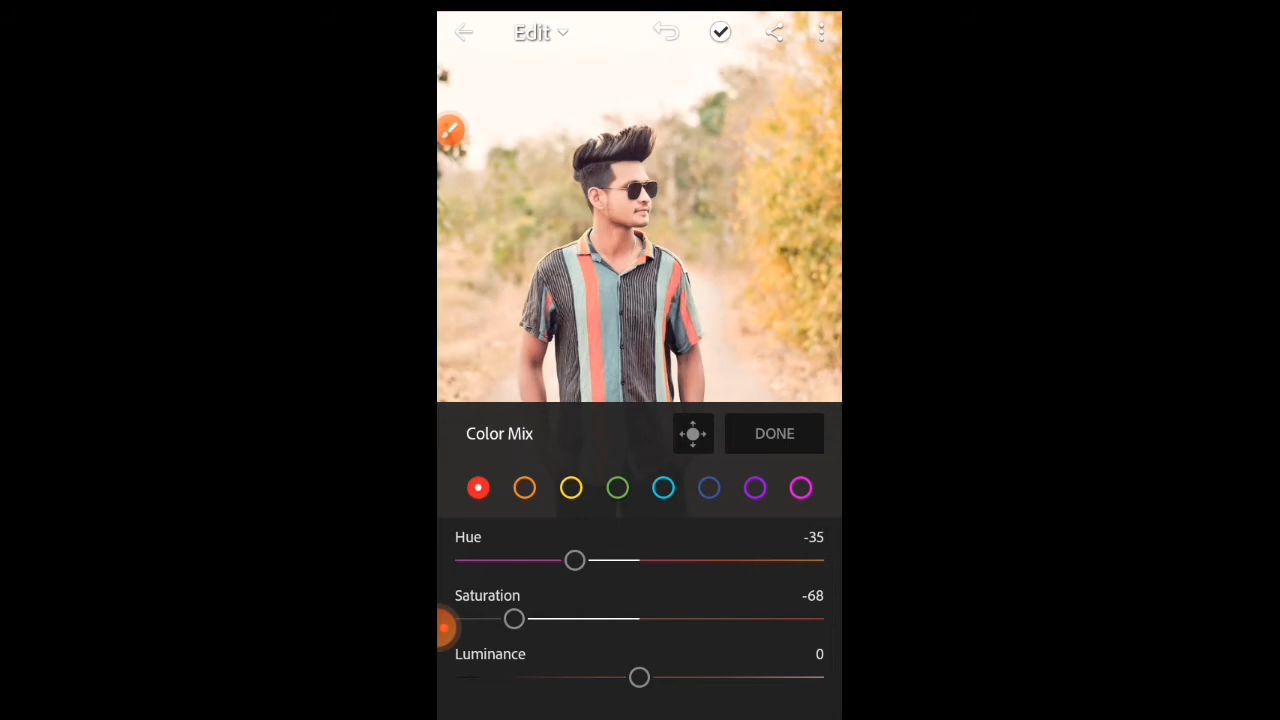 Edit
Color Mix
DONE
Hue -35
Saturation -68
Luminance 0